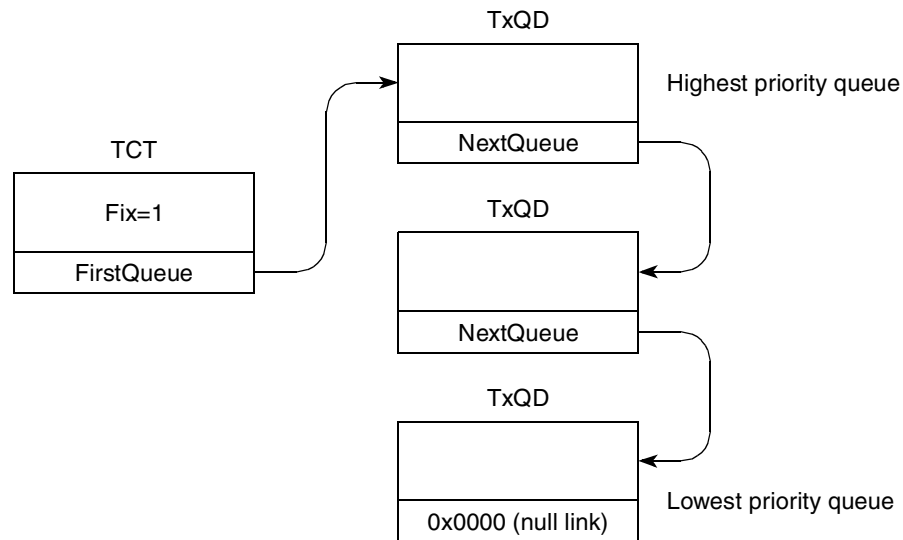 TxQD
Highest priority queue
NextQueue
TCT
Fix=1
FirstQueue
TxQD
NextQueue
TxQD
Lowest priority queue
0x0000 (null link)